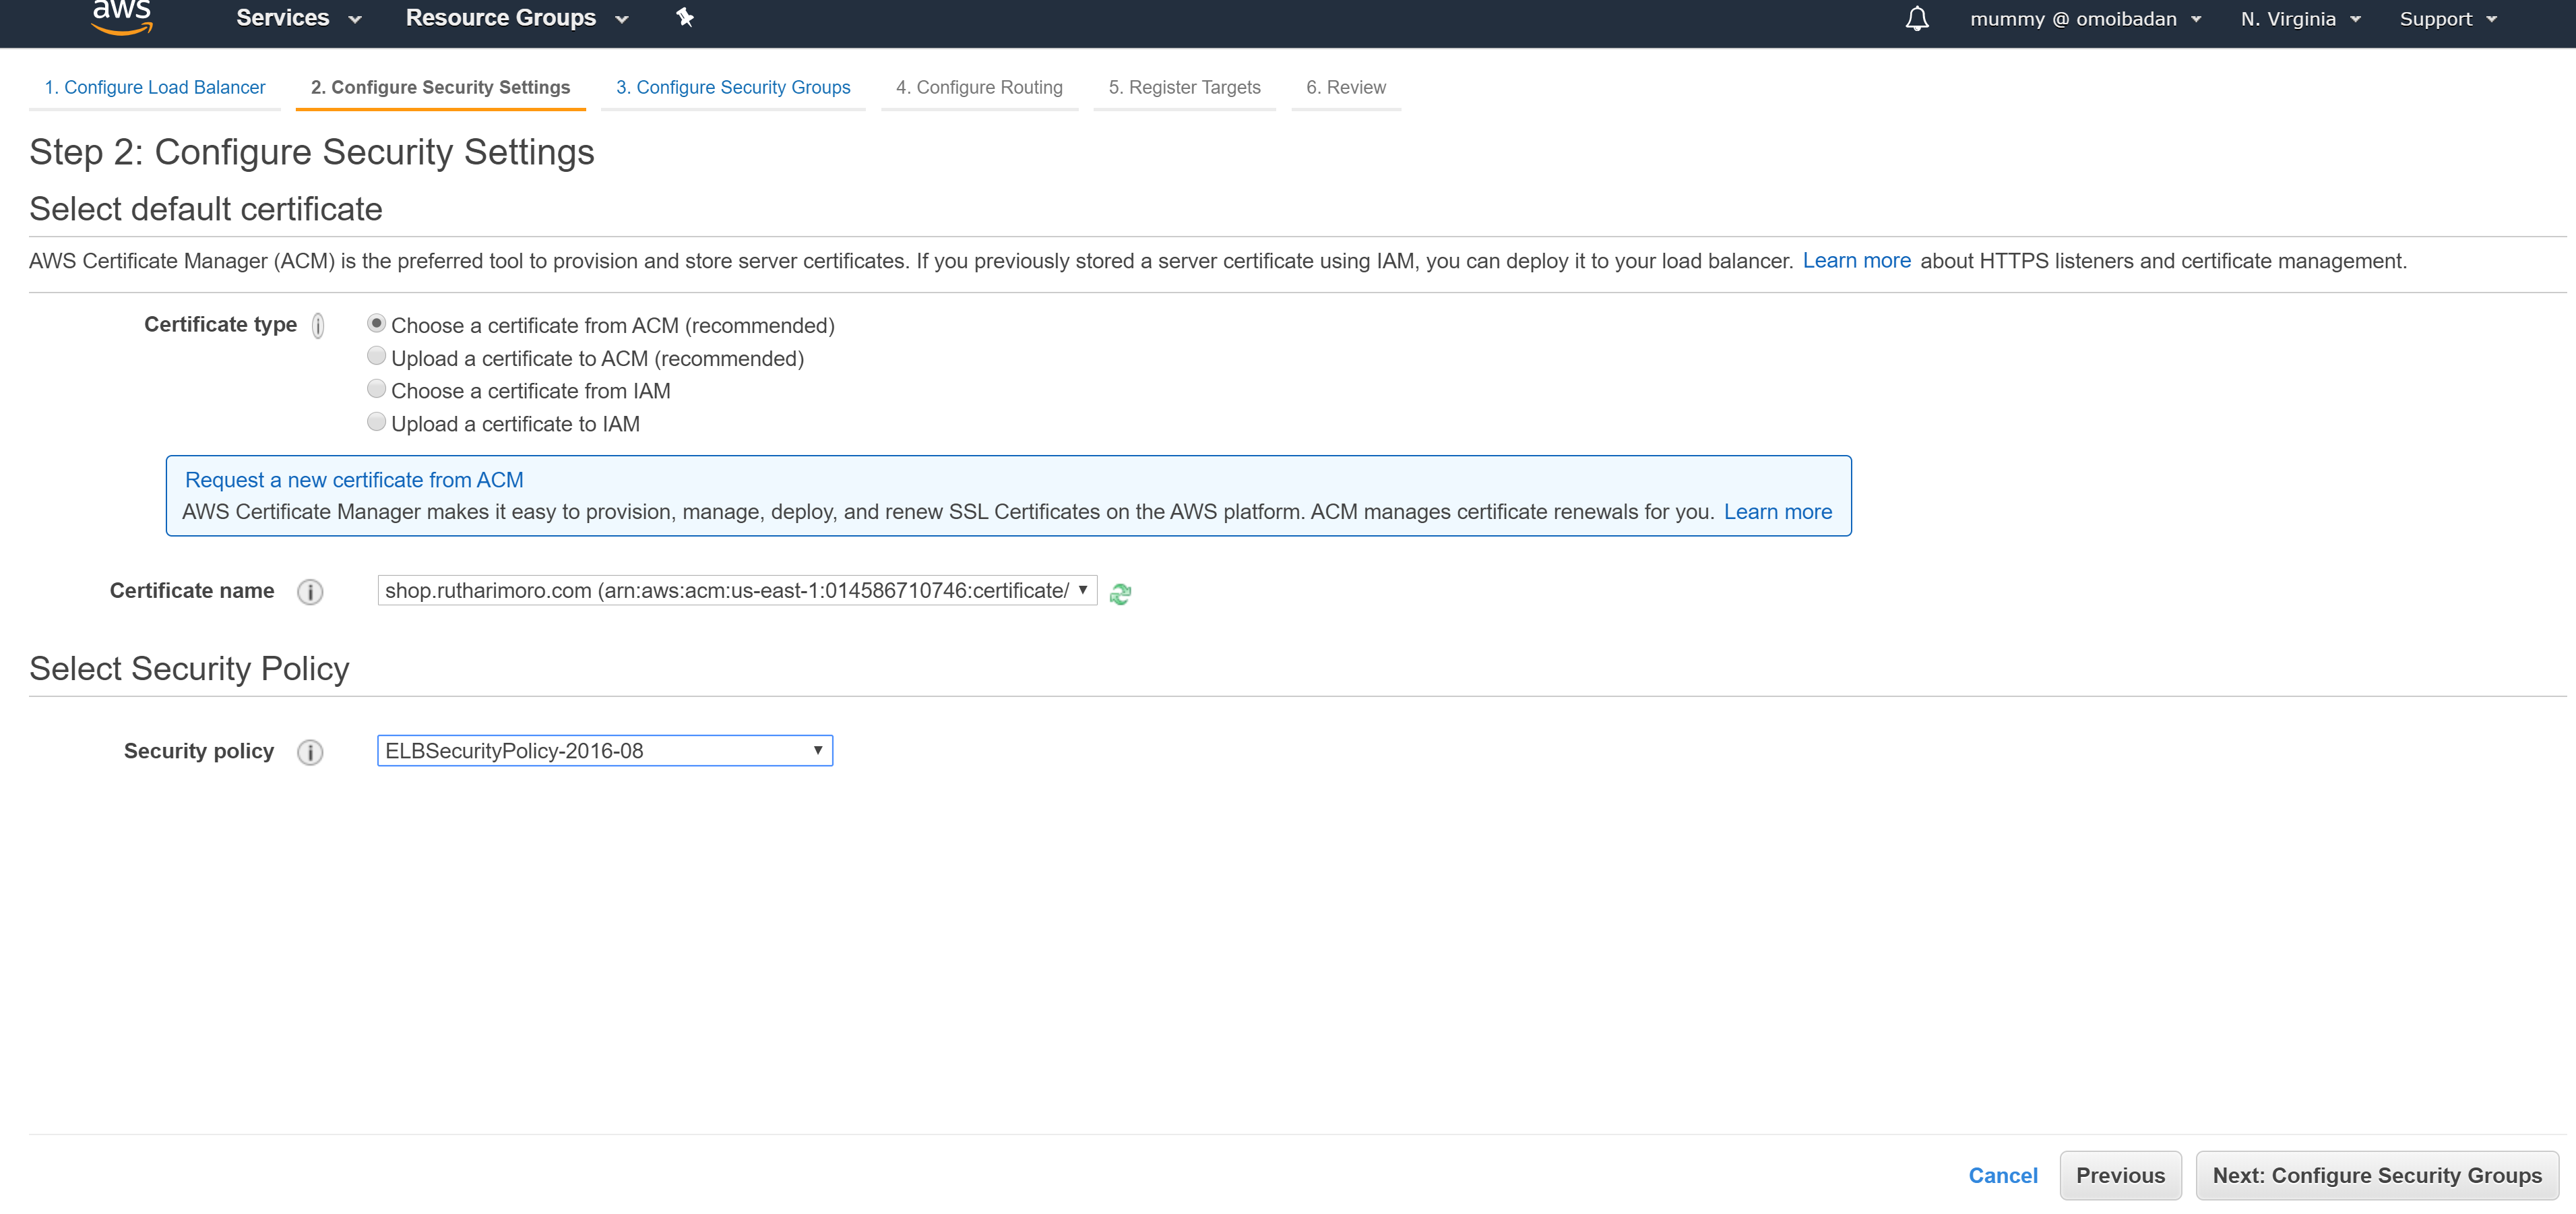 aws Services Resource Groups mummy @ omoibadan N. Virginia Support
1. Configure Load Balancer 2. Configure Security Settings 3. Configure Security Groups 4. Configure Routing 5. Register Targets 6. Review
Step 2: Configure Security Settings
Select default certificate
AWS Certificate Manager (ACM) is the preferred tool to provision and store server certificates. If you previously stored a server certificate using IAM, you can deploy it to your load balancer. Learn more about HTTPS listeners and certificate management.
Certificate type i Choose a certificate from ACM (recommended)
Upload a certificate to ACM (recommended)
Choose a certificate from IAM
Upload a certificate to IAM
Request a new certificate from ACM
AWS Certificate Manager makes it easy to provision, manage, deploy, and renew SSL Certificates on the AWS platform. ACM manages certificate renewals for you. Learn more
Certificate name i shop.rutharimoro.com (arn:aws:acm:us-east-1:014586710746:certificate/
Select Security Policy
Security policy i ELBSecurityPolicy-2016-08
Cancel Previous Next: Configure Security Groups